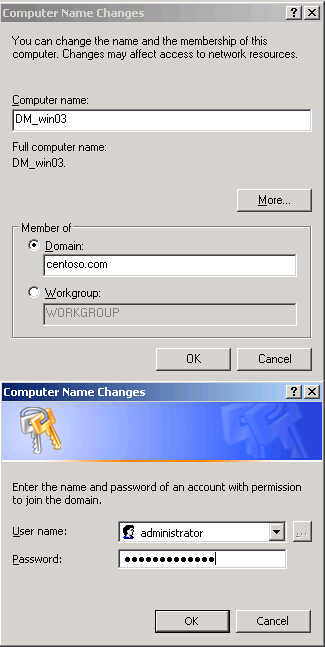 Computer Name Changes
You can change the name and the membership of this
computer. Changes may affect access to network resources.
Computer name:
DM_win03
Full computer name:
DM_win03.
More...
Member of
Domain:
centoso.com
Workgroup:
WORKGROUP
OK Cancel
Computer Name Changes
Enter the name and password of an account with permission
to join the domain.
User name: administrator ...
Password: ●●●●●●●●●●●●●
OK Cancel